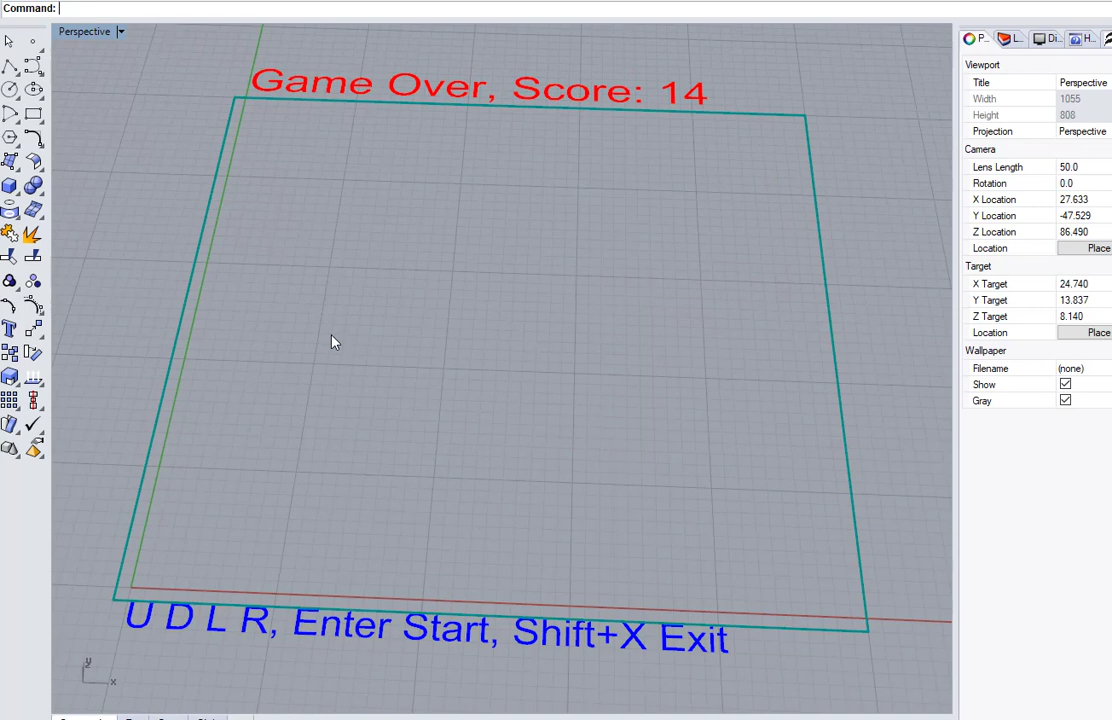 Command:
Perspective
P.. L... Di... H...
Game Over, Score: 14
U D L R, Enter Start, Shift+X Exit
y
x
Viewport
Title Perspective
Width 1055
Height 808
Projection Perspective
Camera
Lens Length 50.0
Rotation 0.0
X Location 27.633
Y Location -47.529
Z Location 86.490
Location Place
Target
X Target 24.740
Y Target 13.837
Z Target 8.140
Location Place
Wallpaper
Filename (none)
Show
Gray